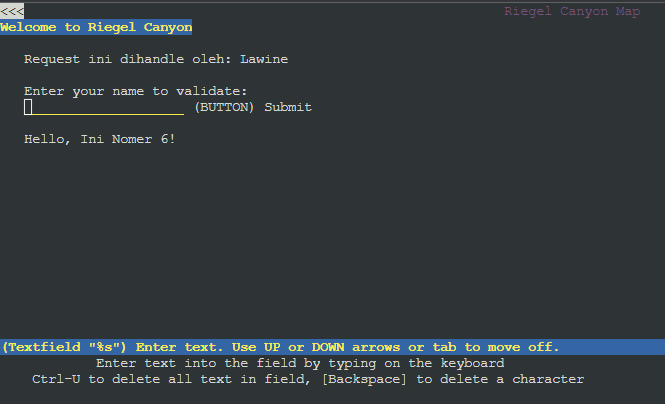 <<< Riegel Canyon Map
Welcome to Riegel Canyon
Request ini dihandle oleh: Lawine
Enter your name to validate:
(BUTTON) Submit
Hello, Ini Nomer 6!
(Textfield "%s") Enter text. Use UP or DOWN arrows or tab to move off.
Enter text into the field by typing on the keyboard
Ctrl-U to delete all text in field, [Backspace] to delete a character